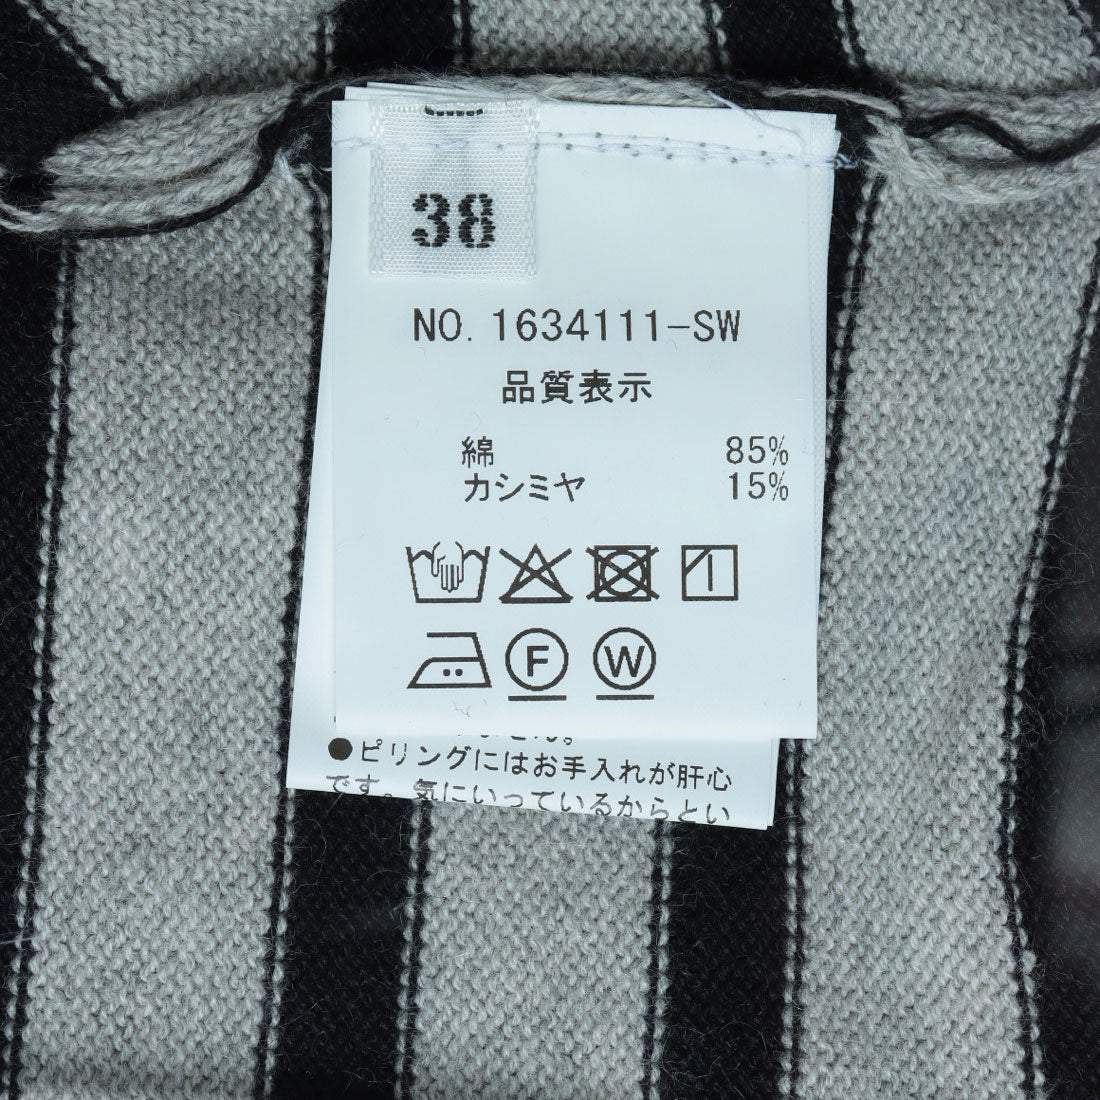 38
NO. 1634111-SW
品質表示
綿 85%
カシミヤ 15%
F W
●ピリングにはお手入れが肝心
です。気にいっているからとい